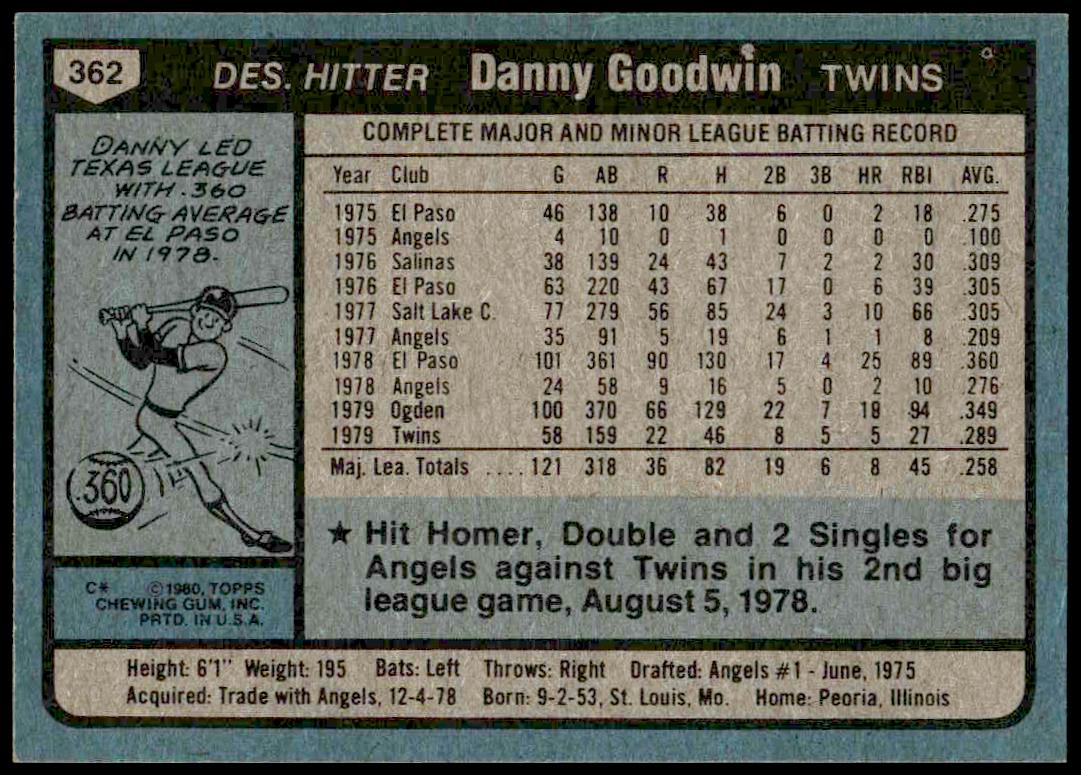 362 DES. HITTER Danny Goodwin TWINS
DANNY LED
TEXAS LEAGUE
WITH .360
BATTING AVERAGE
AT EL PASO
IN 1978.
.360
C* ©1980, TOPPS
CHEWING GUM, INC.
PRTD. IN U.S.A.
COMPLETE MAJOR AND MINOR LEAGUE BATTING RECORD
Year Club G AB R H 2B 3B HR RBI AVG.
1975 El Paso 46 138 10 38 6 0 2 18 .275
1975 Angels 4 10 0 1 0 0 0 0 .100
1976 Salinas 38 139 24 43 7 2 2 30 .309
1976 El Paso 63 220 43 67 17 0 6 39 .305
1977 Salt Lake C. 77 279 56 85 24 3 10 66 .305
1977 Angels 35 91 5 19 6 1 1 8 .209
1978 El Paso 101 361 90 130 17 4 25 89 .360
1978 Angels 24 58 9 16 5 0 2 10 .276
1979 Ogden 100 370 66 129 22 7 18 94 .349
1979 Twins 58 159 22 46 8 5 5 27 .289
Maj. Lea. Totals .... 121 318 36 82 19 6 8 45 .258
★ Hit Homer, Double and 2 Singles for
Angels against Twins in his 2nd big
league game, August 5, 1978.
Height: 6'1" Weight: 195 Bats: Left Throws: Right Drafted: Angels #1 - June, 1975
Acquired: Trade with Angels, 12-4-78 Born: 9-2-53, St. Louis, Mo. Home: Peoria, Illinois